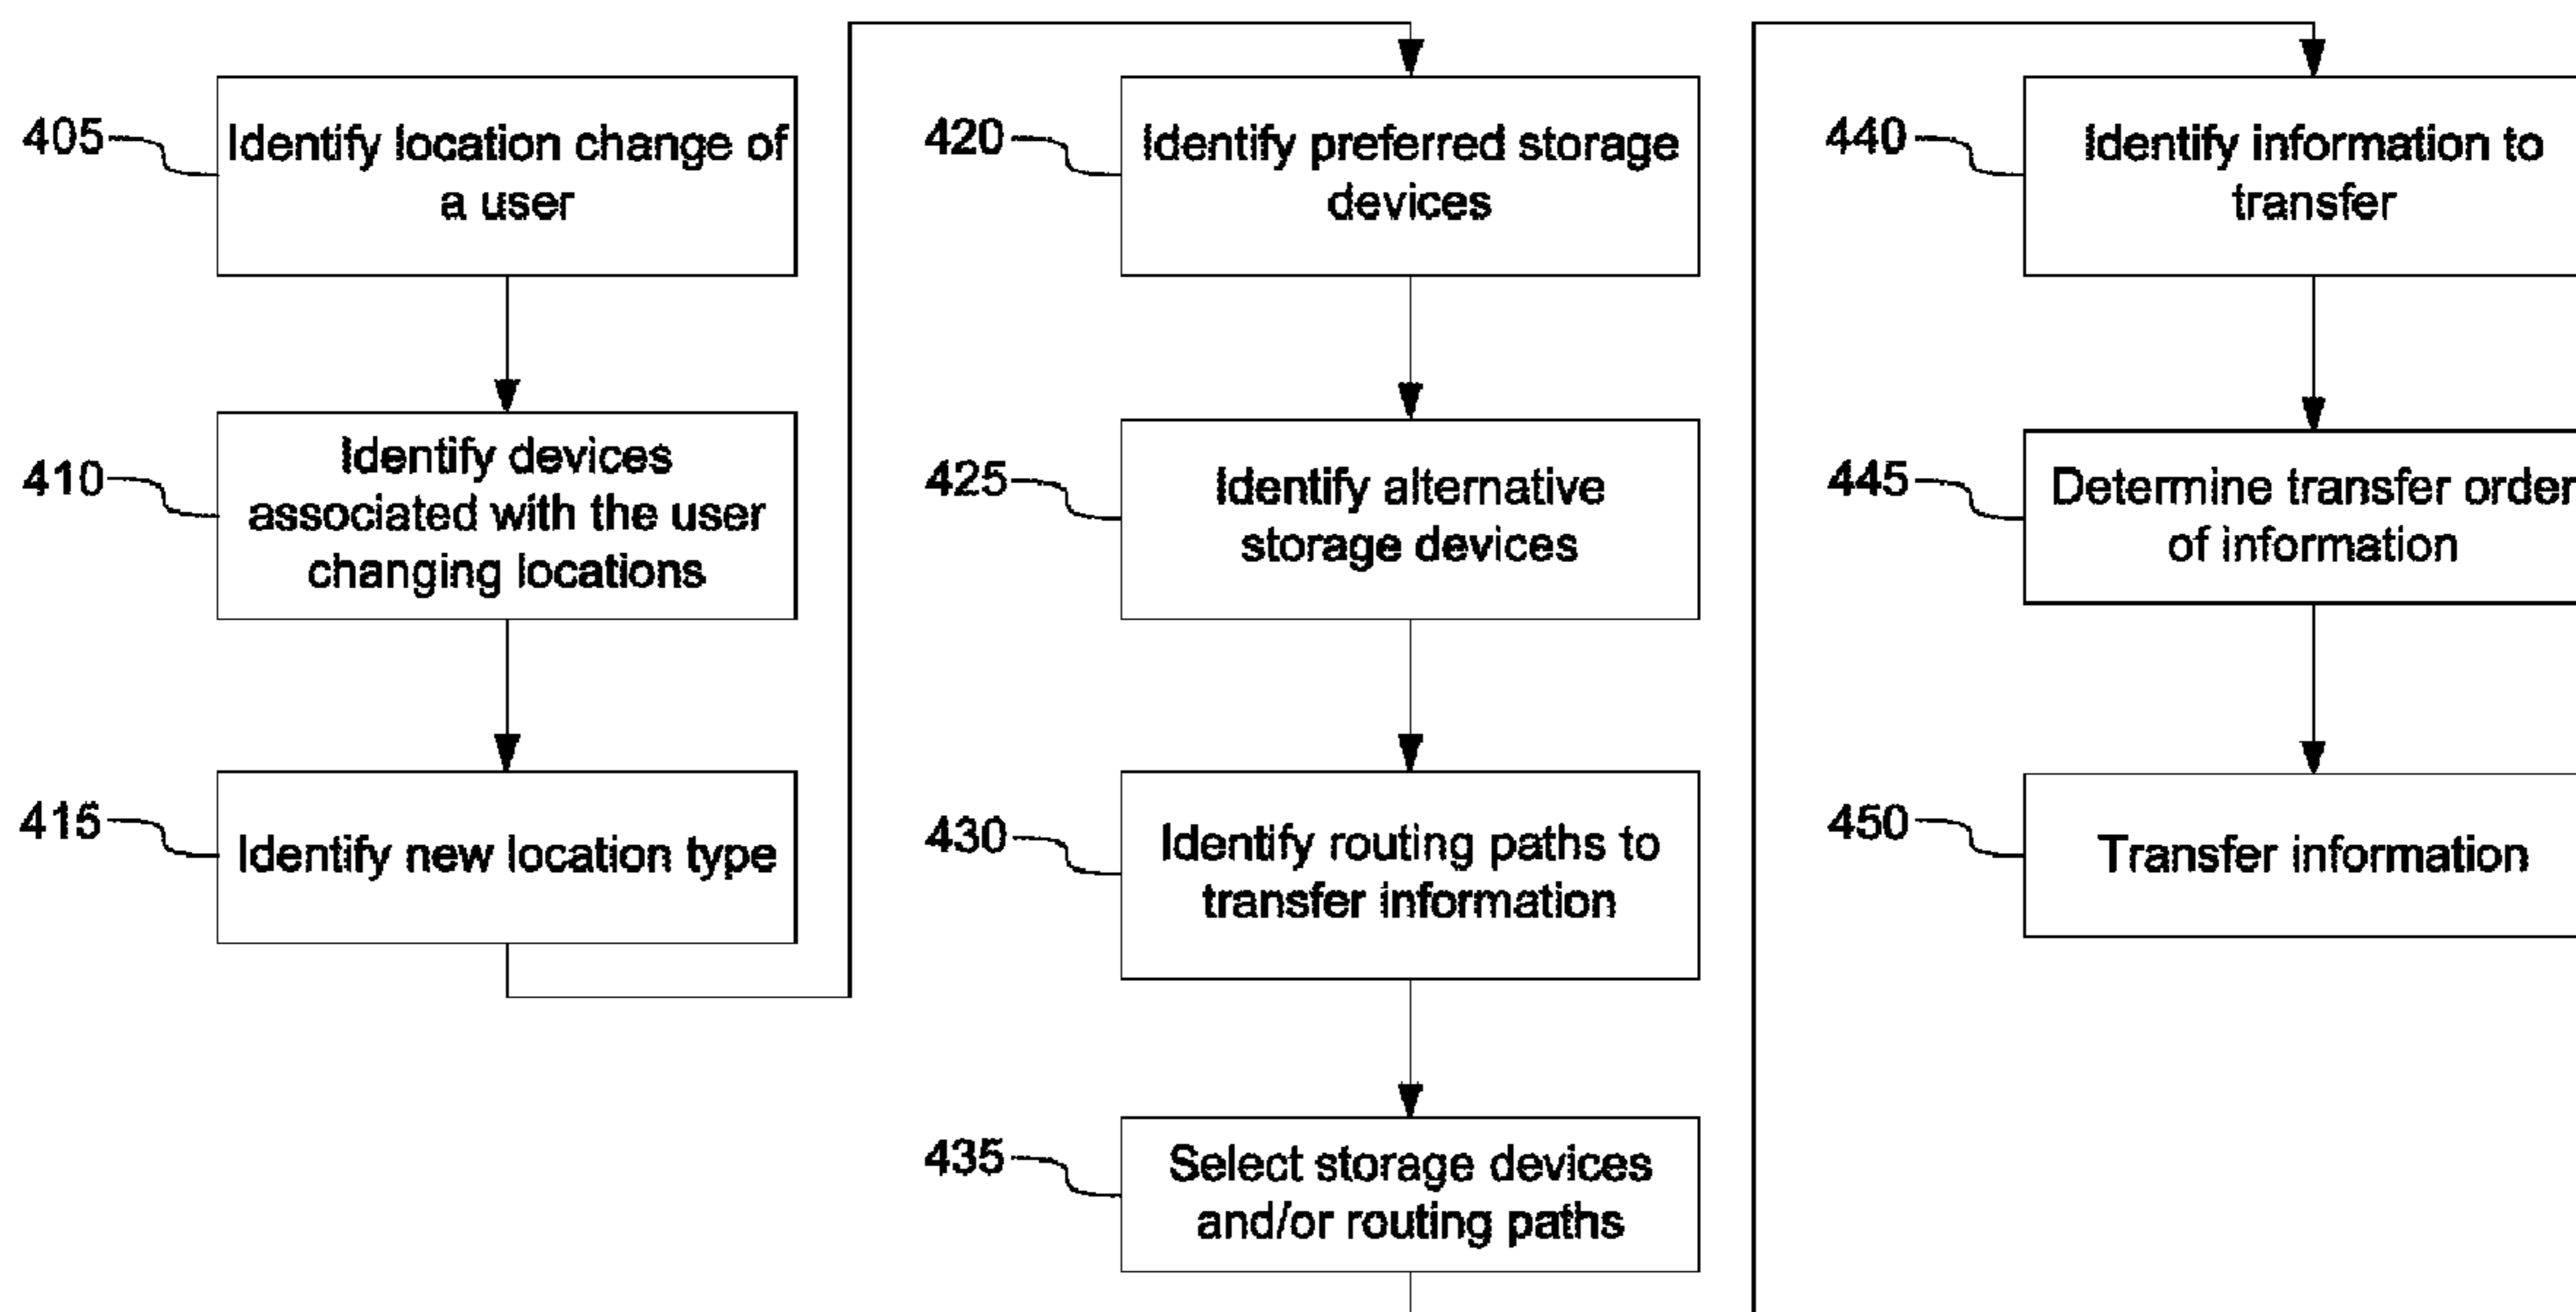 405
Identify location change of
a user
410
Identify devices
associated with the user
changing locations
415
Identify new location type
420
Identify preferred storage
devices
425
Identify alternative
storage devices
430
Identify routing paths to
transfer information
435
Select storage devices
and/or routing paths
440
Identify information to
transfer
445
Determine transfer order
of information
450
Transfer information